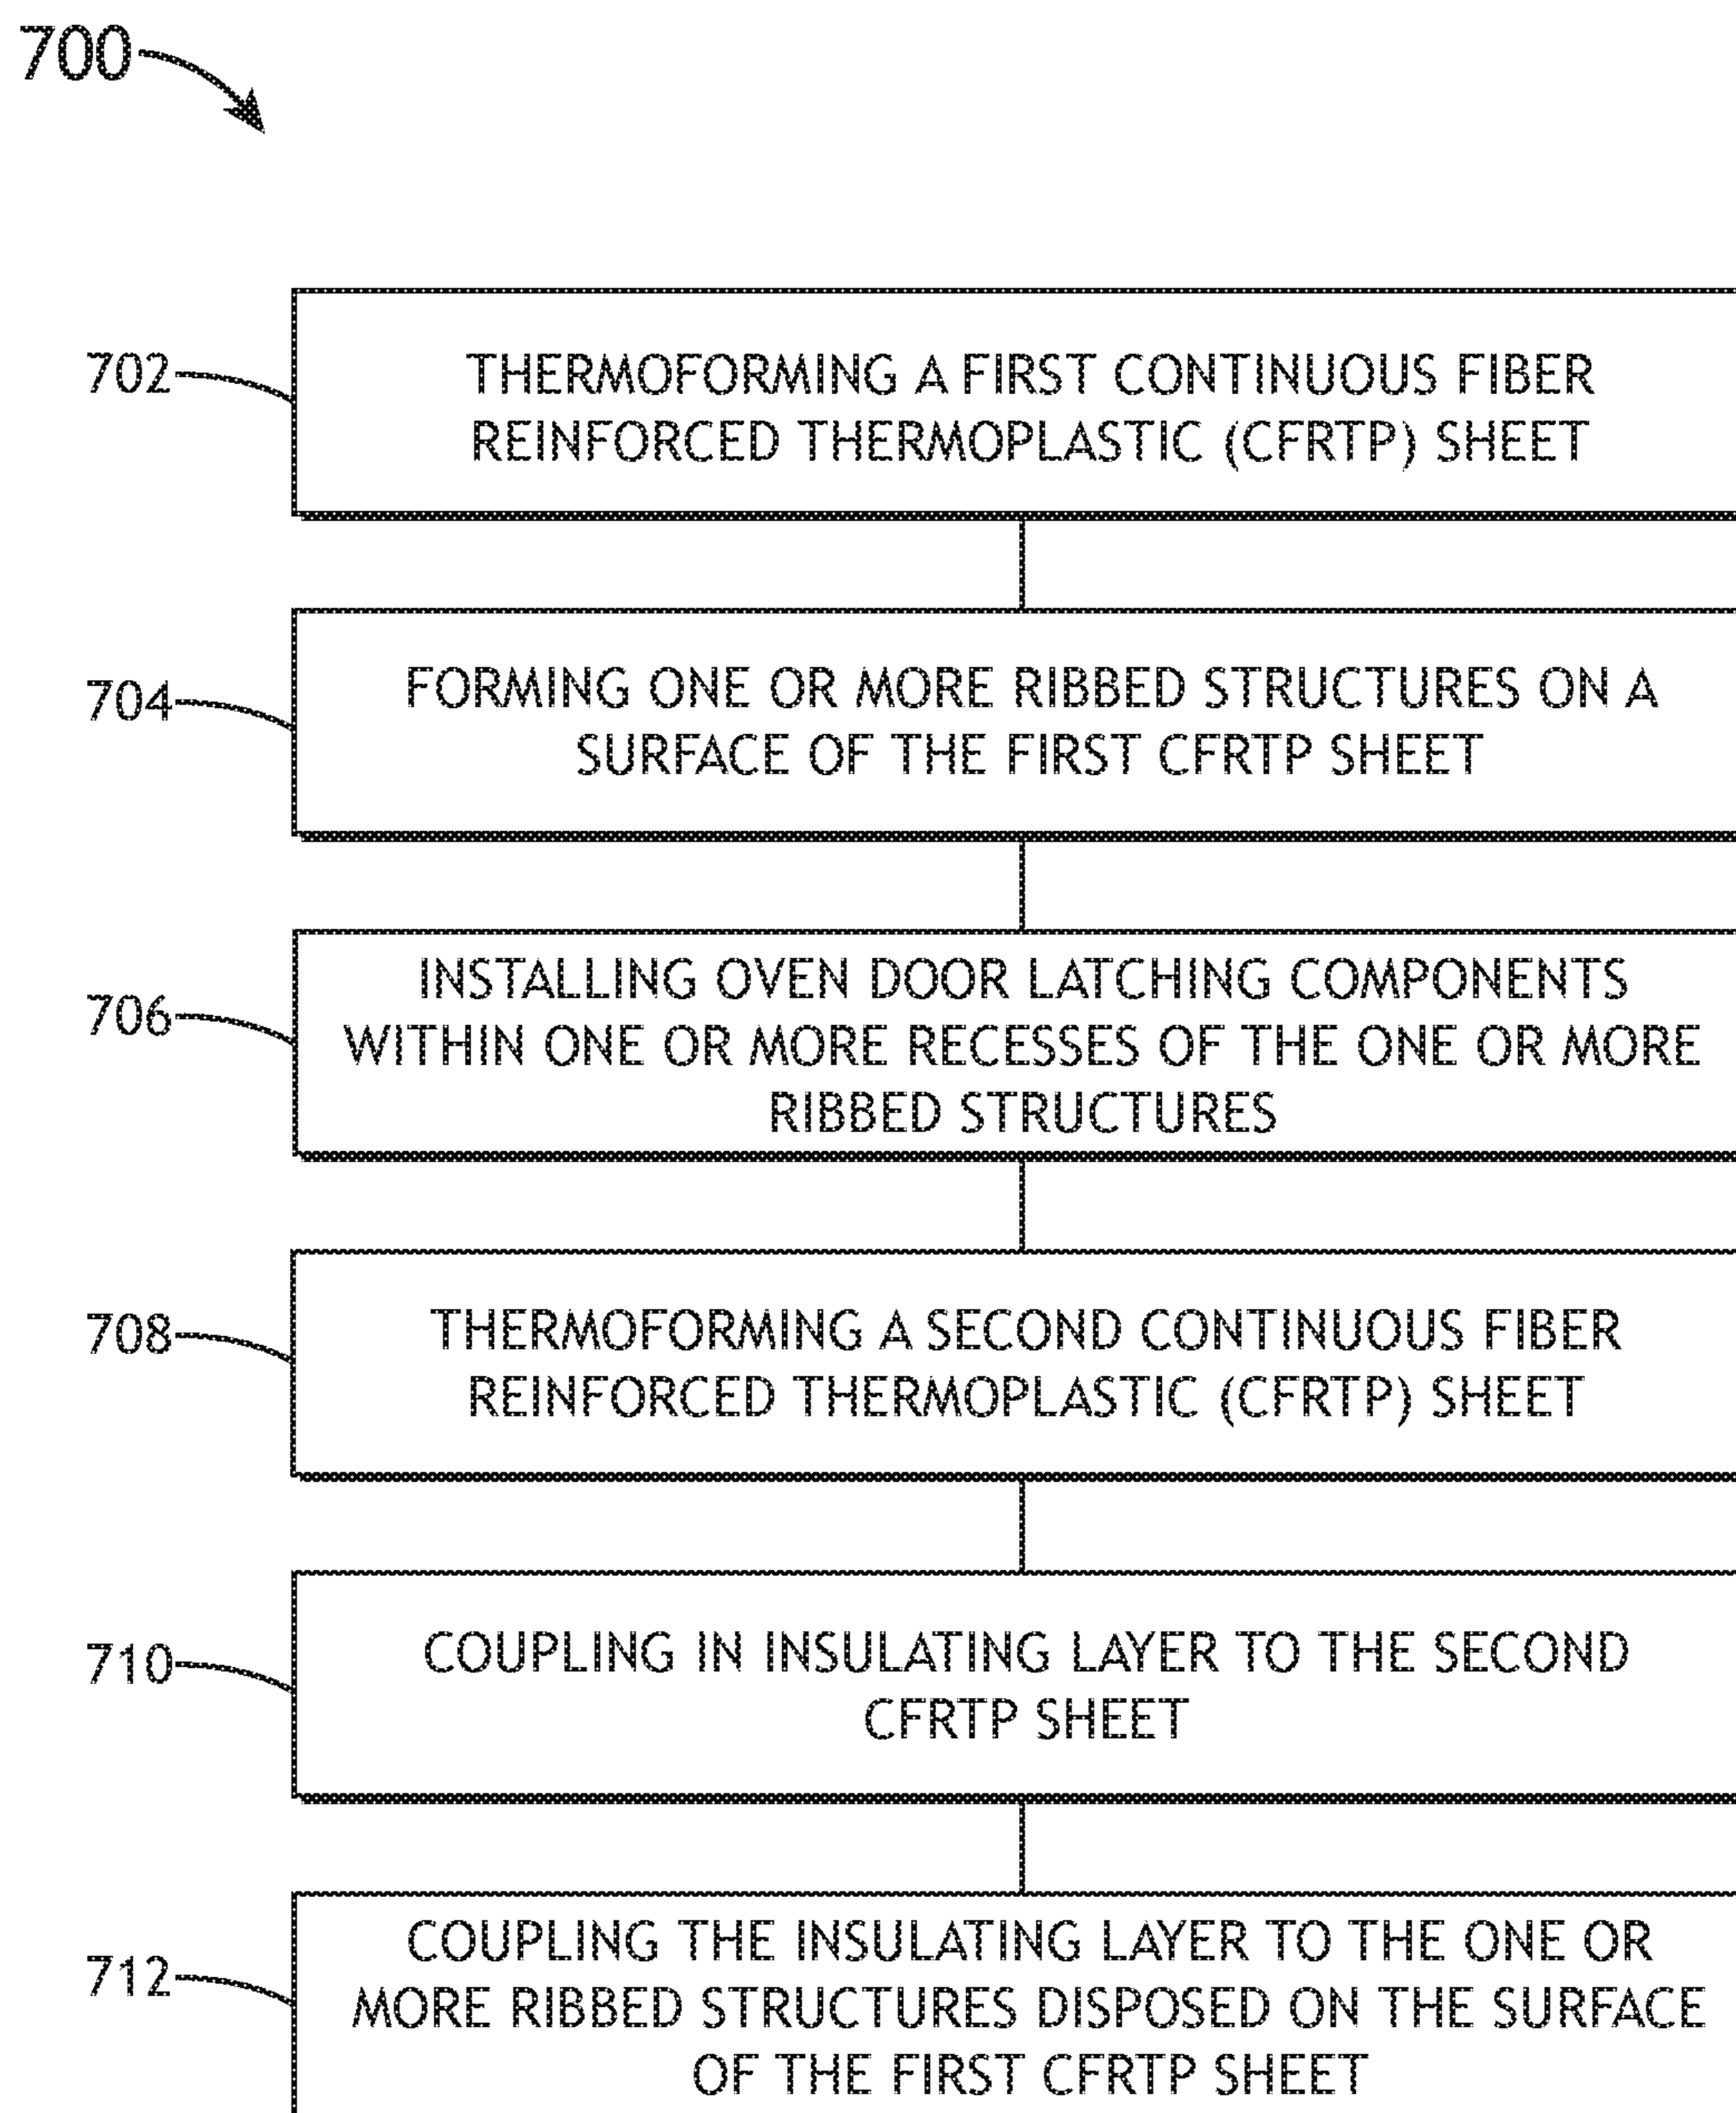 700
702
THERMOFORMING A FIRST CONTINUOUS FIBER
REINFORCED THERMOPLASTIC (CFRTP) SHEET
704
FORMING ONE OR MORE RIBBED STRUCTURES ON A
SURFACE OF THE FIRST CFRTP SHEET
706
INSTALLING OVEN DOOR LATCHING COMPONENTS
WITHIN ONE OR MORE RECESSES OF THE ONE OR MORE
RIBBED STRUCTURES
708
THERMOFORMING A SECOND CONTINUOUS FIBER
REINFORCED THERMOPLASTIC (CFRTP) SHEET
710
COUPLING IN INSULATING LAYER TO THE SECOND
CFRTP SHEET
712
COUPLING THE INSULATING LAYER TO THE ONE OR
MORE RIBBED STRUCTURES DISPOSED ON THE SURFACE
OF THE FIRST CFRTP SHEET